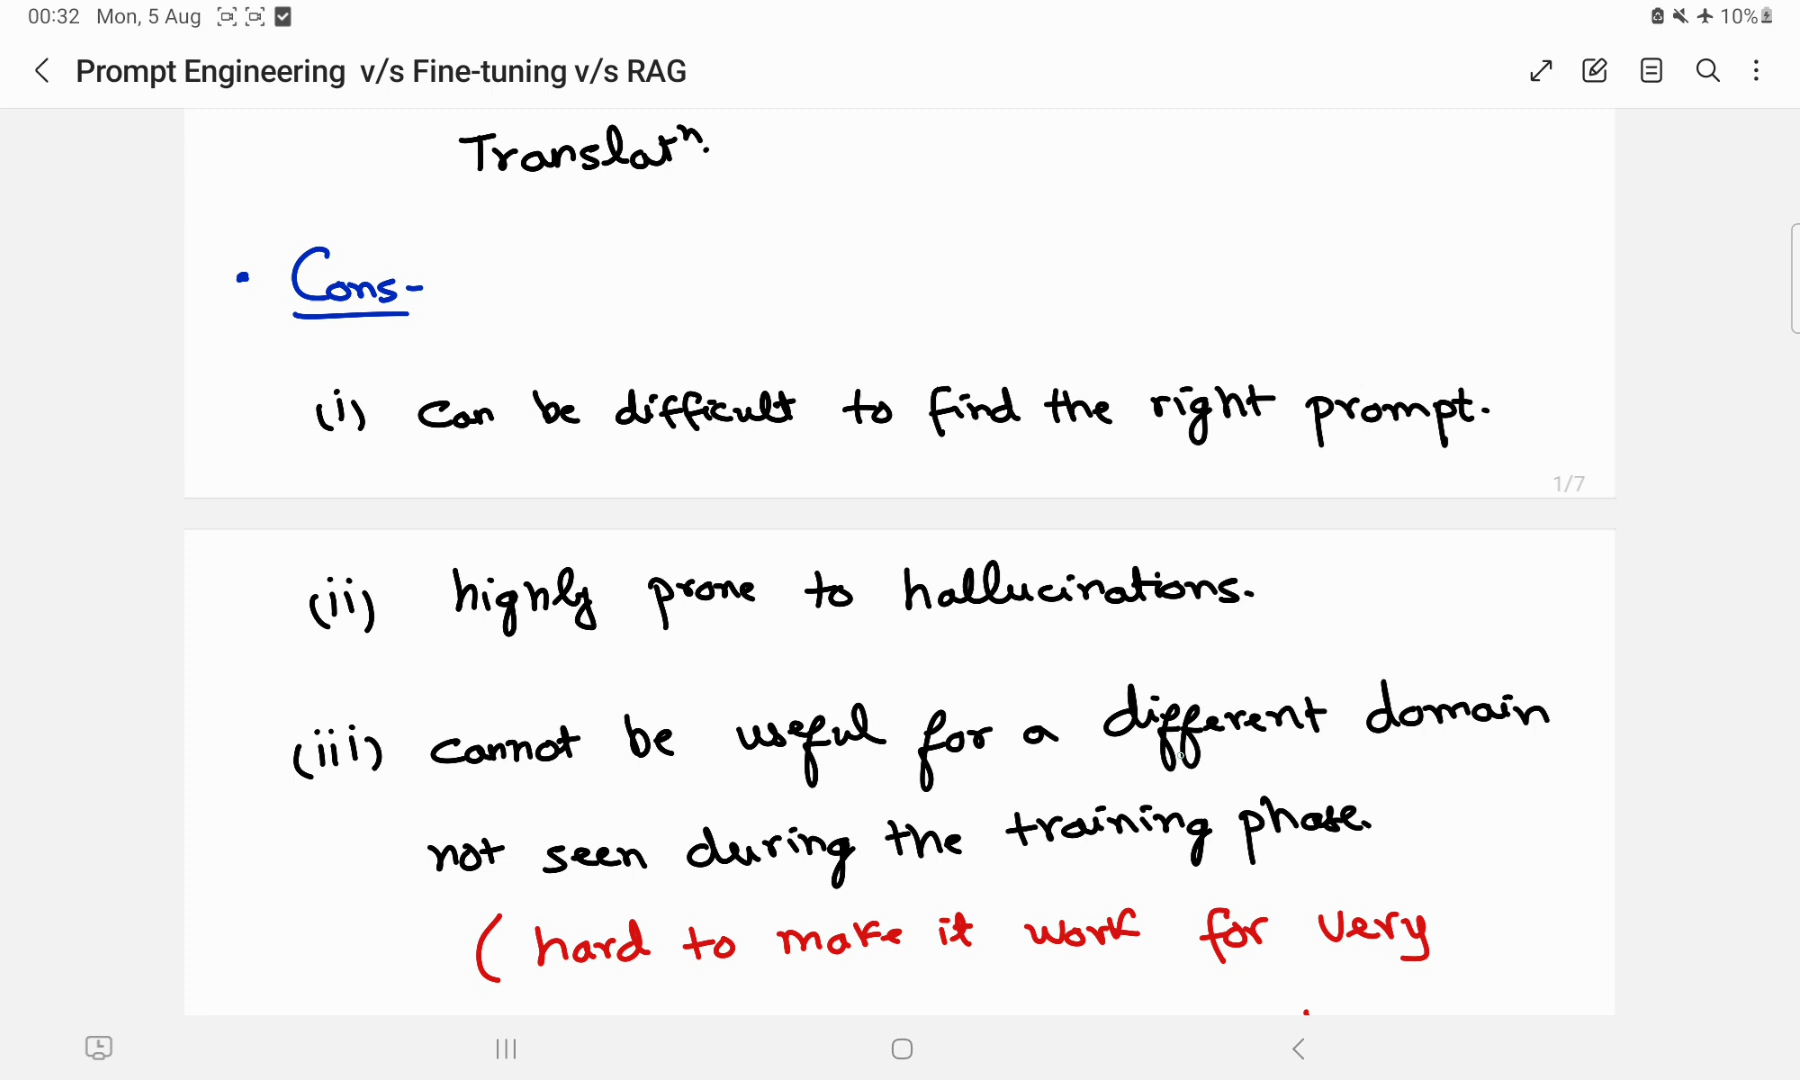 00:32 Mon, 5 Aug
10%
Prompt Engineering v/s Fine-tuning v/s RAG
Translatⁿ.
• Cons-
(i) can be difficult to find the right prompt.
1/7
(ii) highly prone to hallucinations.
(iii) cannot be useful for a different domain
not seen during the training phase.
( hard to make it work for very